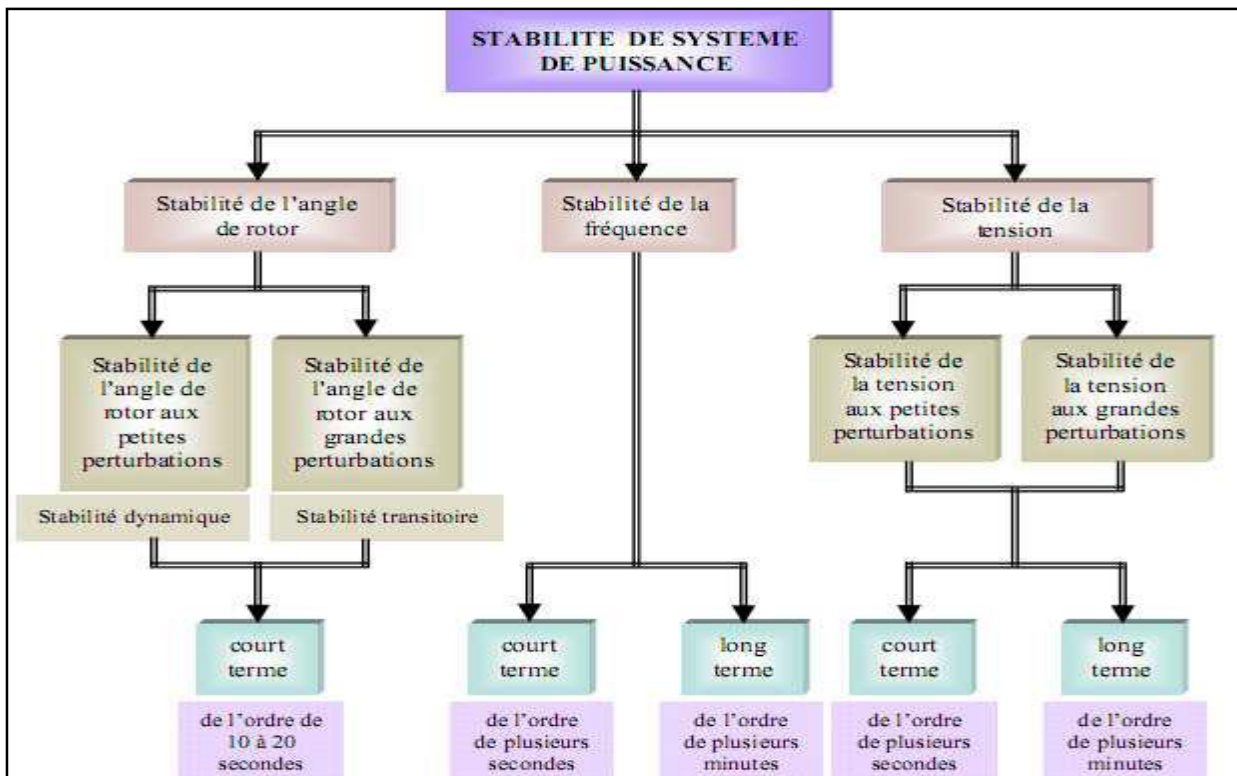 STABILITE DE SYSTEME
DE PUISSANCE
Stabilité de l'angle
de rotor
Stabilité de la
fréquence
Stabilité de la
tension
Stabilité de
l'angle de
rotor aux
petites
perturbations
Stabilité de
l'angle de
rotor aux
grandes
perturbations
Stabilité de
la tension
aux petites
perturbations
Stabilité de
la tension
aux grandes
perturbations
Stabilité dynamique
Stabilité transitoire
court
terme
court
terme
long
terme
court
terme
long
terme
de l'ordre de
10 à 20
secondes
de l'ordre
de plusieurs
secondes
de l'ordre
de plusieurs
minutes
de l'ordre
de plusieurs
secondes
de l'ordre
de plusieurs
minutes